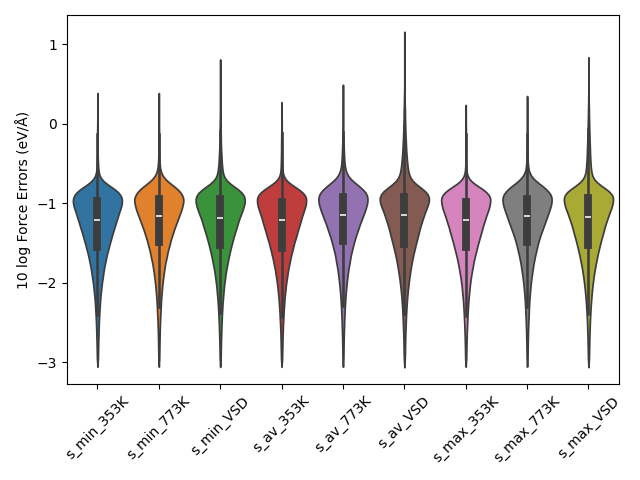 10 log Force Errors (eV/Å)
1
0
−1
−2
−3
s_min_353K
s_min_773K
s_min_VSD
s_av_353K
s_av_773K
s_av_VSD
s_max_353K
s_max_773K
s_max_VSD